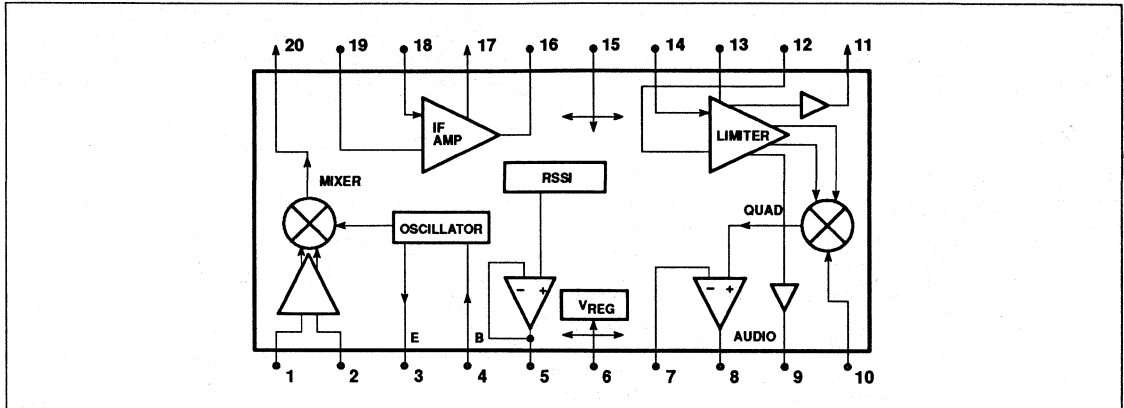 20 19 18 17 16 15 14 13 12 11
IF
AMP
LIMITER
RSSI
MIXER
QUAD
OSCILLATOR
- +
- +
VREG
E B AUDIO
1 2 3 4 5 6 7 8 9 10